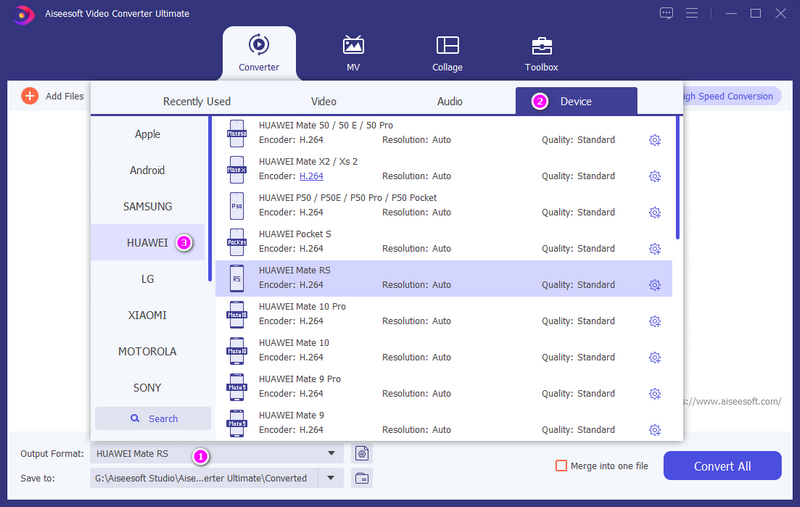 Aiseesoft Video Converter Ultimate
Converter
MV
Collage
Toolbox
Add Files
Recently Used
Video
Audio
2
Device
igh Speed Conversion
Apple
Android
SAMSUNG
HUAWEI
3
LG
XIAOMI
MOTOROLA
SONY
Search
HUAWEI Mate 50 / 50 E / 50 Pro
Encoder: H.264 Resolution: Auto Quality: Standard
HUAWEI Mate X2 / Xs 2
Encoder: H.264 Resolution: Auto Quality: Standard
P50
HUAWEI P50 / P50E / P50 Pro / P50 Pocket
Encoder: H.264 Resolution: Auto Quality: Standard
Pocket
HUAWEI Pocket S
Encoder: H.264 Resolution: Auto Quality: Standard
RS
HUAWEI Mate RS
Encoder: H.264 Resolution: Auto Quality: Standard
Mate10
HUAWEI Mate 10 Pro
Encoder: H.264 Resolution: Auto Quality: Standard
Mate10
HUAWEI Mate 10
Encoder: H.264 Resolution: Auto Quality: Standard
Mate9
HUAWEI Mate 9 Pro
Encoder: H.264 Resolution: Auto Quality: Standard
Mate9
HUAWEI Mate 9
Encoder: H.264 Resolution: Auto Quality: Standard
s://www.aiseesoft.com/
Output Format:
HUAWEI Mate RS
1
Save to:
G:\Aiseesoft Studio\Aise...erter Ultimate\Converted
Merge into one file
Convert All